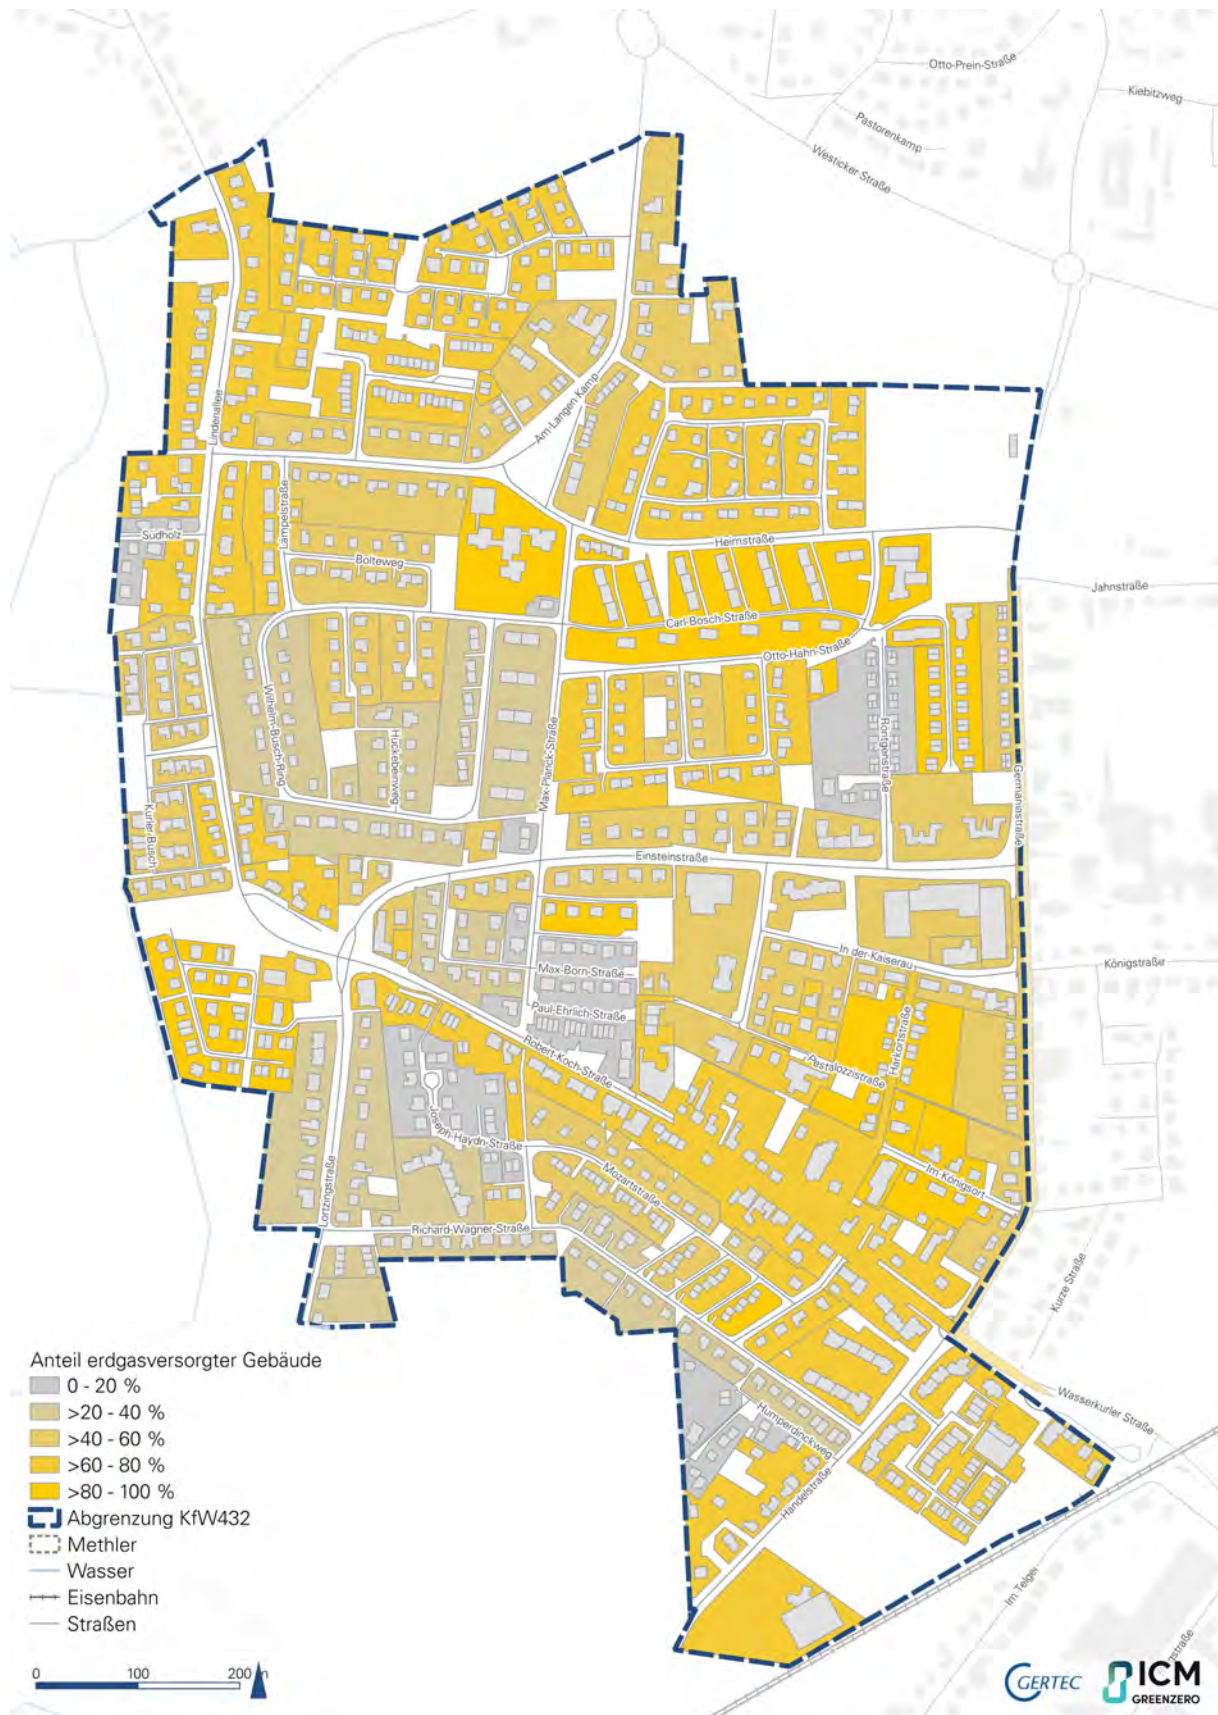 Otto-Prein-Straße
Kiebitzweg
Pastorenkamp
Westicker Straße
Lindenallee
Am-Langen-Kamp
Lämpelstraße
Südholz
Bolteweg
Heimstraße
Jahnstraße
Carl-Bosch-Straße
Otto-Hahn-Straße
Wilhelm-Busch-Ring
Huckebeinweg
Max-Planck-Straße
Röntgenstraße
Germaniastraße
Kurler-Busch
Einsteinstraße
In der Kaiserau
Königstraße
Max-Born-Straße
Paul-Ehrlich-Straße
Robert-Koch-Straße
Harkortstraße
Pestalozzistraße
Joseph-Haydn-Straße
Mozartstraße
Im Königsort
Lortzingstraße
Richard-Wagner-Straße
Kurze Straße
Wasserkurler Straße
Humperdinckweg
Händelstraße
Im Telgei
Anteil erdgasversorgter Gebäude
0 - 20 %
>20 - 40 %
>40 - 60 %
>60 - 80 %
>80 - 100 %
Abgrenzung KfW432
Methler
Wasser
Eisenbahn
Straßen
0 100 200 m
GERTEC
ICM
GREENZERO